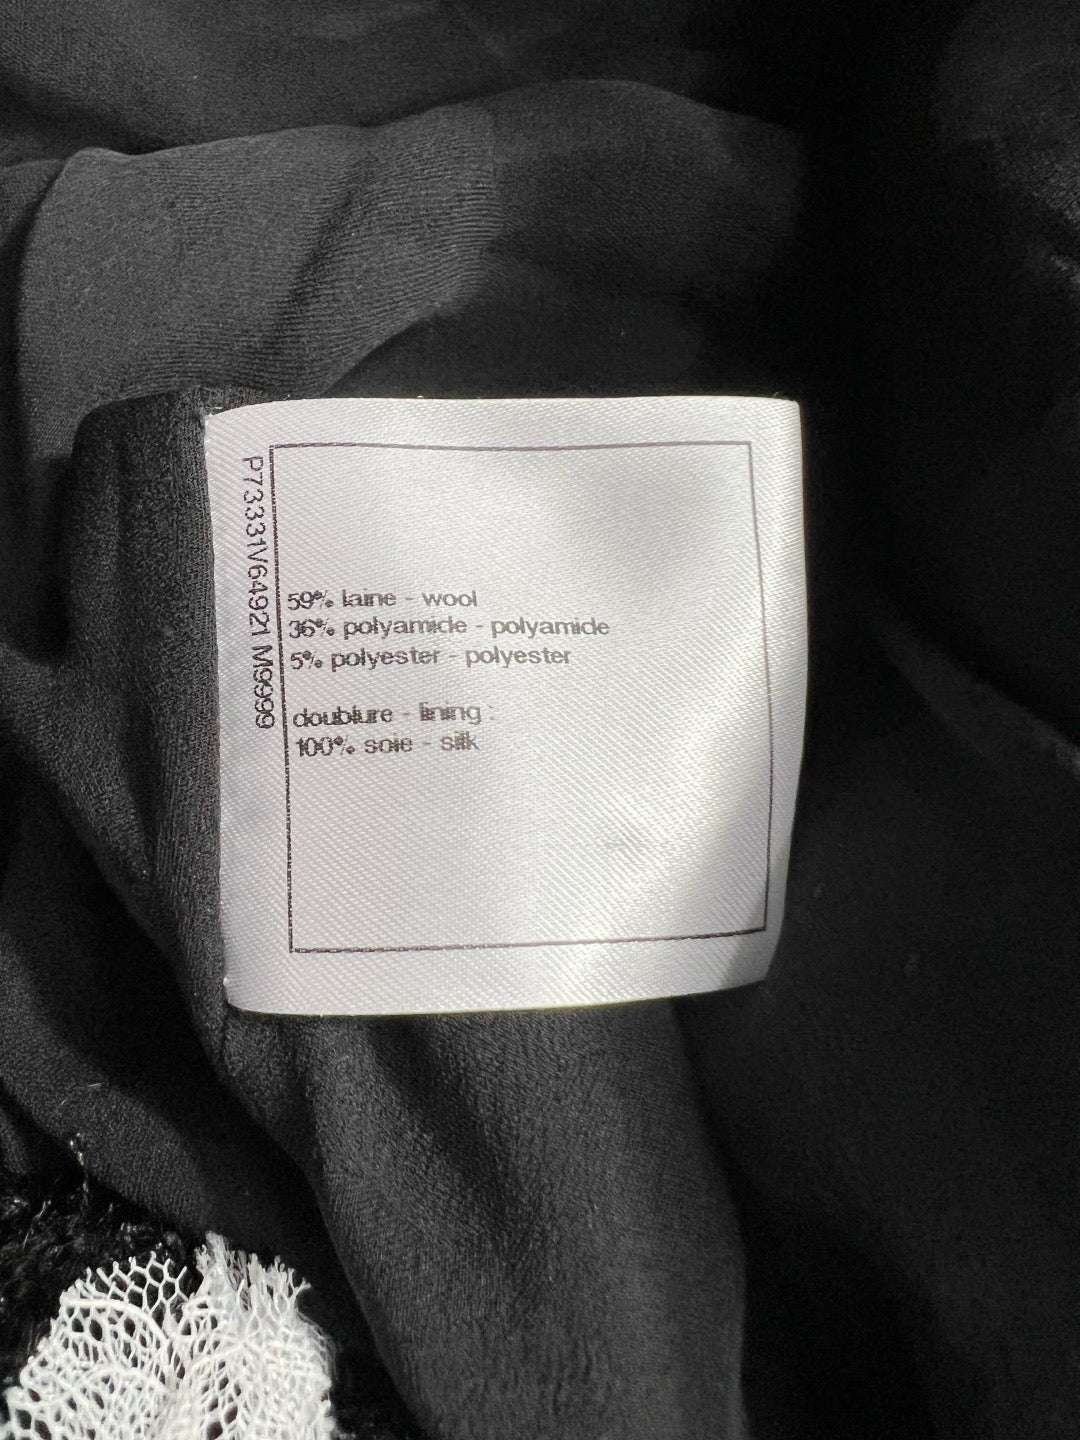 P73331V64921 M9999
59% laine - wool
36% polyamide - polyamide
5% polyester - polyester
doublure - lining :
100% soie - silk